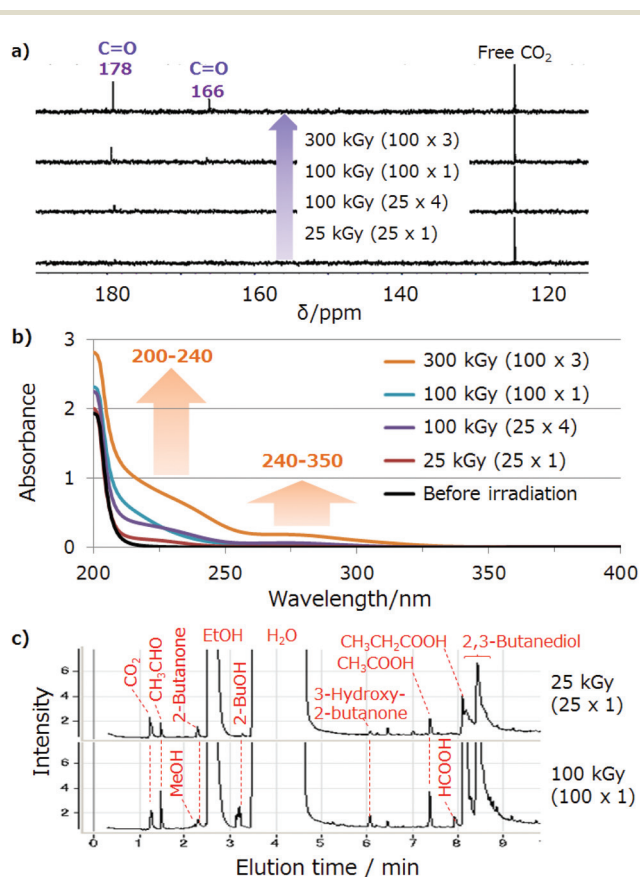 a)
C=O
178
C=O
166
Free CO₂
300 kGy (100 x 3)
100 kGy (100 x 1)
100 kGy (25 x 4)
25 kGy (25 x 1)
180
160
140
120
δ/ppm
b)
3
2
1
0
Absorbance
200-240
240-350
300 kGy (100 x 3)
100 kGy (100 x 1)
100 kGy (25 x 4)
25 kGy (25 x 1)
Before irradiation
200
250
300
350
400
Wavelength/nm
c)
Intensity
6
4
2
6
4
2
CO₂
CH₃CHO
2-Butanone
EtOH
2-BuOH
H₂O
CH₃CH₂COOH
CH₃COOH
3-Hydroxy-
2-butanone
2,3-Butanediol
25 kGy
(25 x 1)
MeOH
HCOOH
100 kGy
(100 x 1)
0 1 2 3 4 5 6 7 8 9
Elution time / min